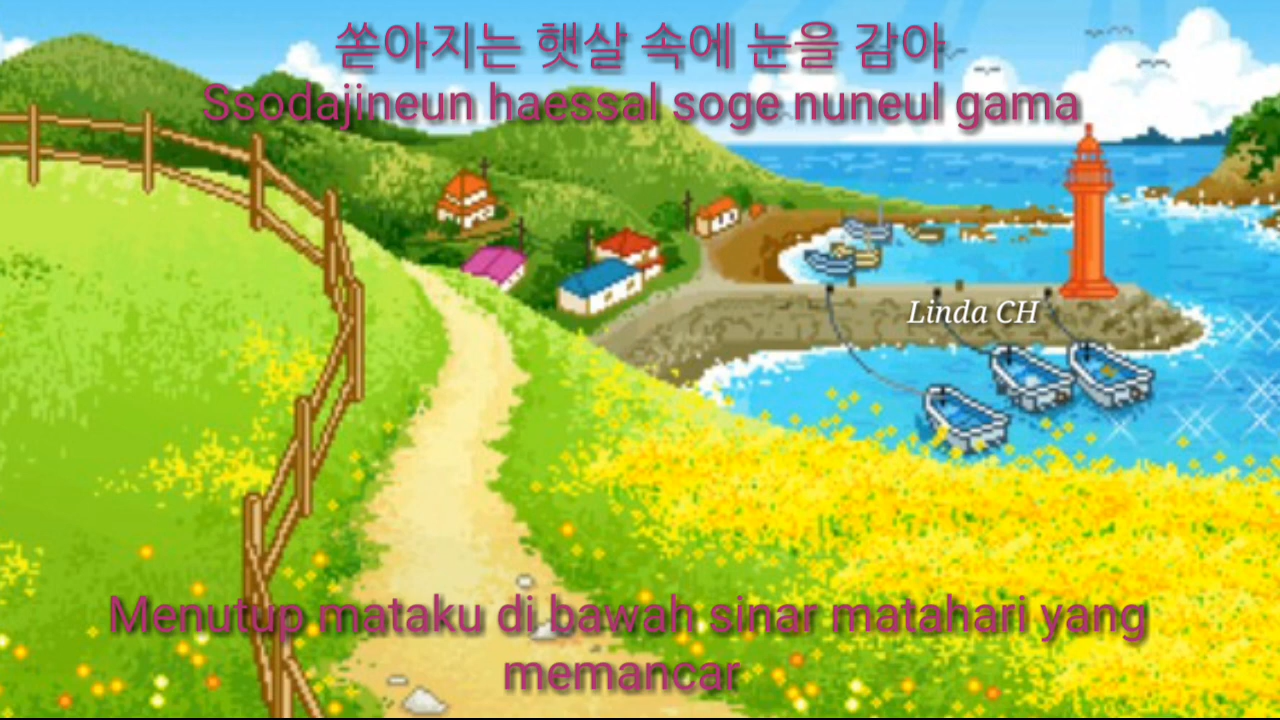 쏟아지는 햇살 속에 눈을 감아
Ssodajineun haessal soge nuneul gama
Linda CH
Menutup mataku di bawah sinar matahari yang
memancar